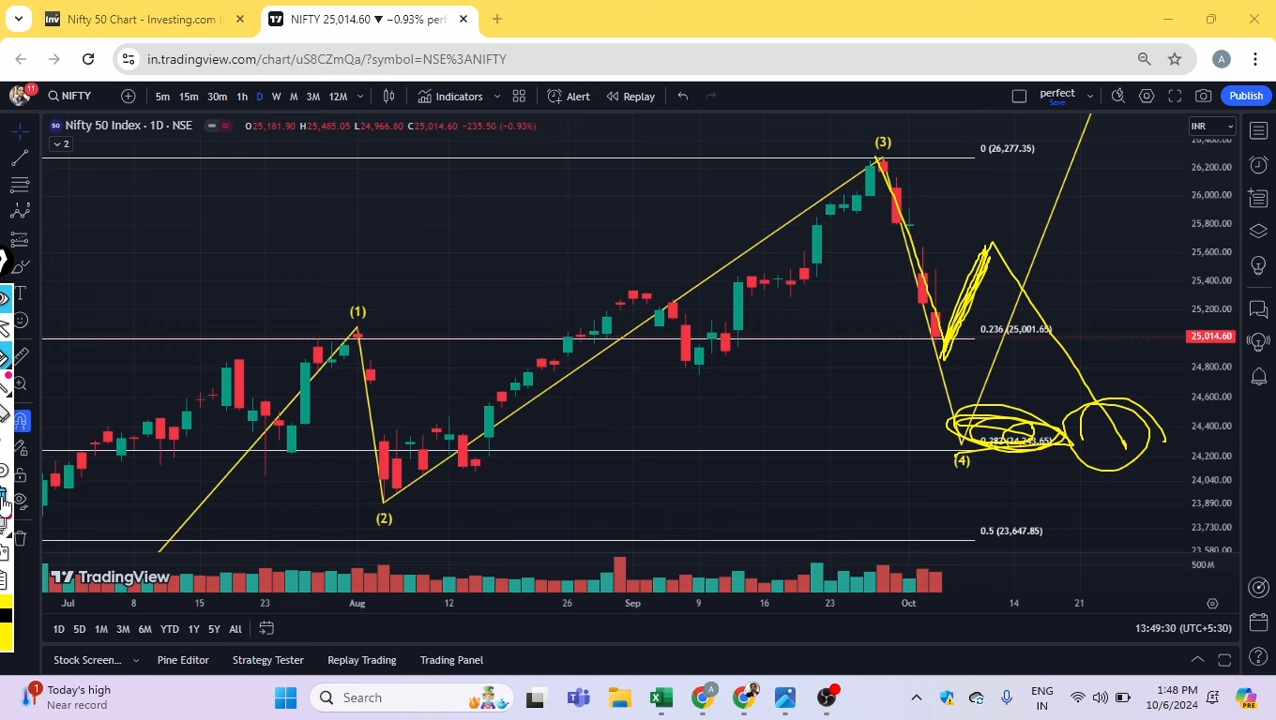 Nifty 50 Chart - Investing.com
NIFTY 25,014.60 ▼ −0.93% perf
in.tradingview.com/chart/uS8CZmQa/?symbol=NSE%3ANIFTY
A
11
NIFTY
5m 15m 30m 1h D W M 3M 12M
Indicators
Alert
Replay
perfect
Save
Publish
50 Nifty 50 Index · 1D · NSE
O25,181.90 H25,485.05 L24,966.80 C25,014.60 -235.50 (-0.93%)
2
INR
(3)
0 (26,277.35)
26,200.00
26,000.00
25,800.00
25,600.00
25,400.00
25,200.00
(1)
0.236 (25,001.65)
25,014.60
24,800.00
24,600.00
24,400.00
24,200.00
(4)
24,040.00
23,890.00
(2)
0.5 (23,647.85)
23,730.00
23,580.00
TradingView
500 M
Jul 8 15 23 Aug 12 26 Sep 9 16 23 Oct 14 21
1D 5D 1M 3M 6M YTD 1Y 5Y All
13:49:30 (UTC+5:30)
Stock Screen... Pine Editor Strategy Tester Replay Trading Trading Panel
1
Today's high
Near record
Search
A
ENG
IN
1:48 PM
10/6/2024
PRE